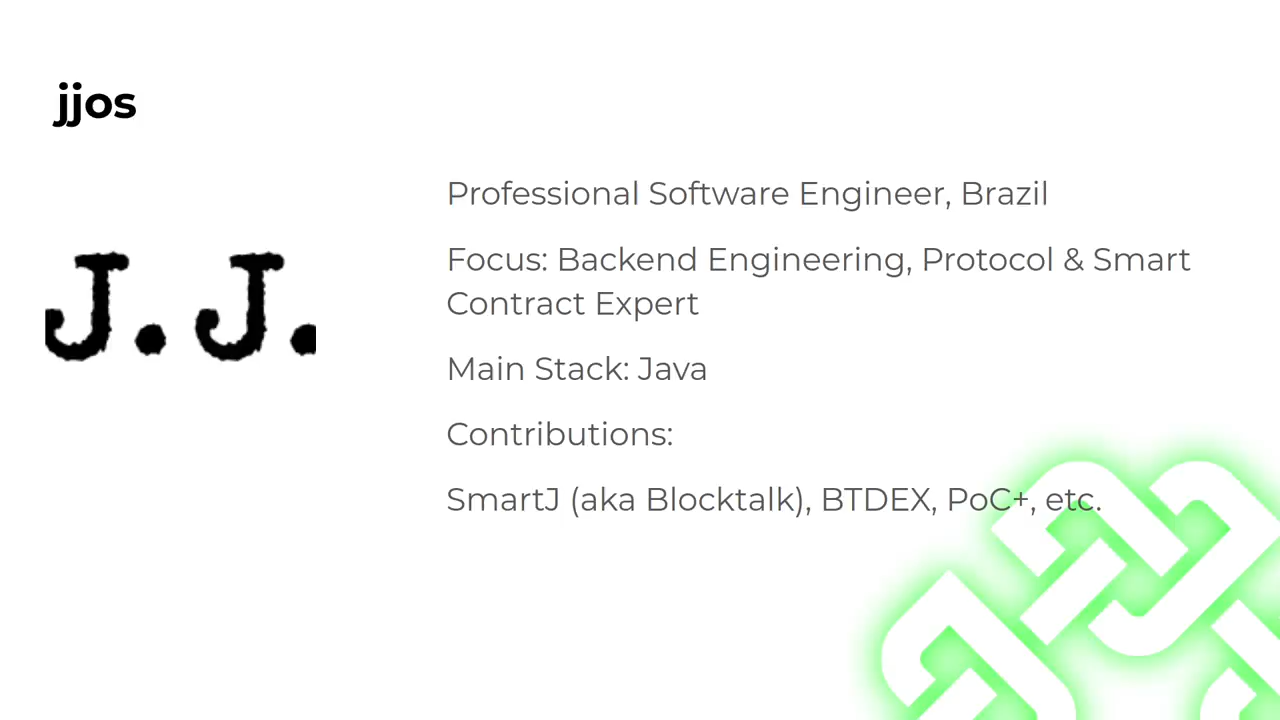 jjos
J.J.
Professional Software Engineer, Brazil
Focus: Backend Engineering, Protocol & Smart
Contract Expert
Main Stack: Java
Contributions:
SmartJ (aka Blocktalk), BTDEX, PoC+, etc.